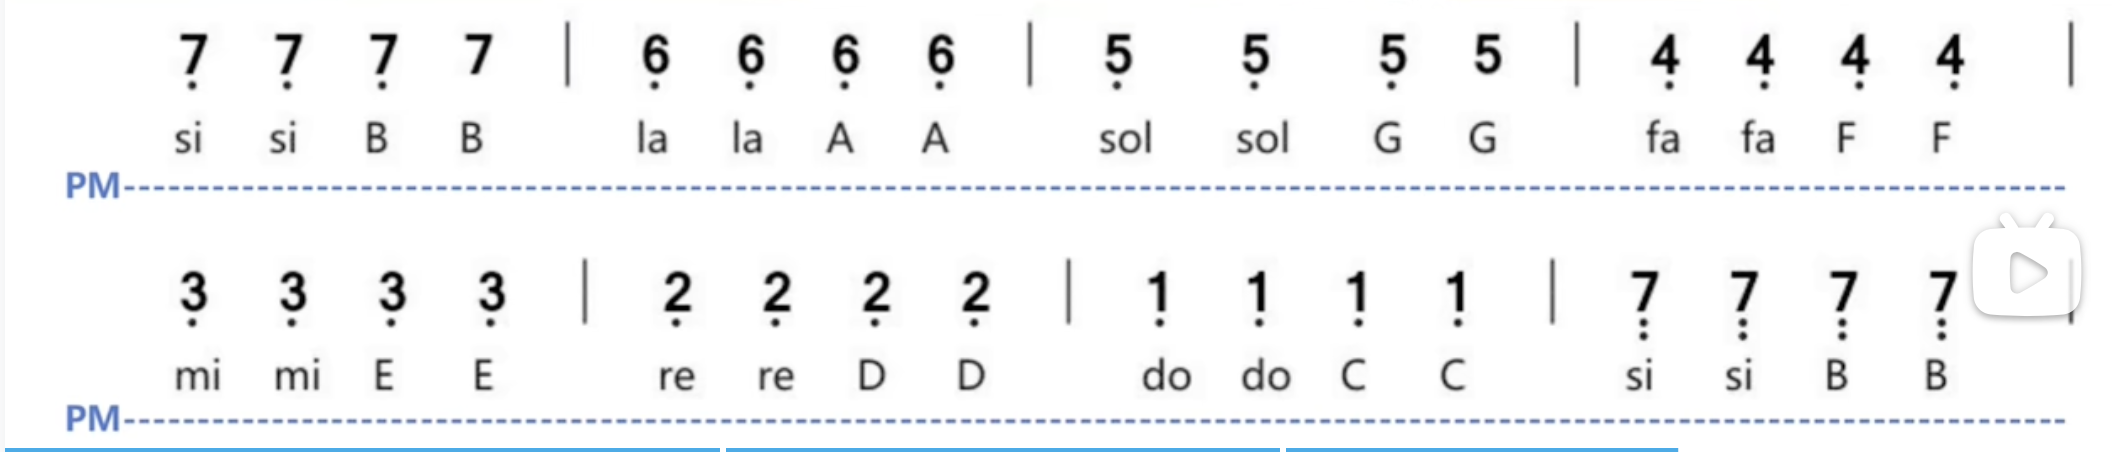 7̣ 7̣ 7̣ 7 | 6̣ 6̣ 6̣ 6̣ | 5̣ 5̣ 5̣ 5 | 4̣ 4̣ 4̣ 4̣ |
si si B B la la A A sol sol G G fa fa F F
PM
3̣ 3̣ 3̣ 3̣ | 2̣ 2̣ 2̣ 2̣ | 1̣ 1̣ 1̣ 1̣ | 7̣̣ 7̣̣ 7̣̣ 7̣̣ |
mi mi E E re re D D do do C C si si B B
PM